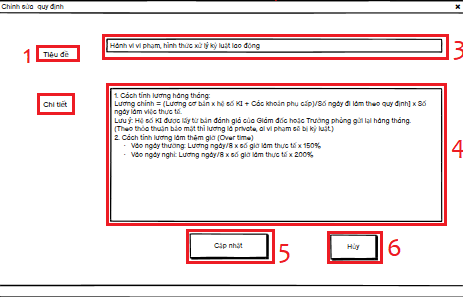 Chỉnh sửa quy định
1
Tiêu đề
Hành vi vi phạm, hình thức xử lý kỷ luật lao động
3
Chi tiết
1. Cách tính lương hàng tháng:
Lương chính = (Lương cơ bản x hệ số KI + Các khoản phụ cấp)/Số ngày đi làm theo quy định] x Số
ngày làm việc thực tế.
Lưu ý: Hệ số KI được lấy từ bản đánh giá của Giám đốc hoặc Trưởng phòng gửi lại hàng tháng.
(Theo thỏa thuận bảo mật thì lương là private, ai vi phạm sẽ bị kỷ luật.)
2. Cách tính lương làm thêm giờ (Over time)
- Vào ngày thường: Lương ngày/8 x số giờ làm thực tế x 150%
- Vào ngày nghỉ: Lương ngày/8 x số giờ làm thực tế x 200%
4
Cập nhật
5
Hủy
6